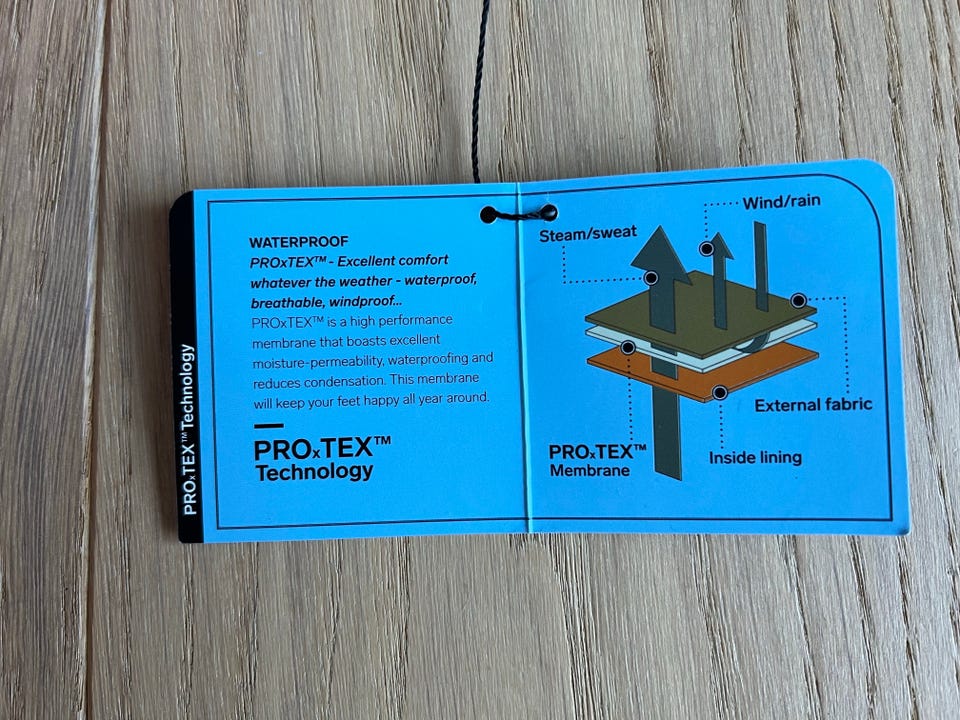 PROxTEX™ Technology
WATERPROOF
PROxTEX™ - Excellent comfort
whatever the weather - waterproof,
breathable, windproof...
PROxTEX™ is a high performance
membrane that boasts excellent
moisture-permeability, waterproofing and
reduces condensation. This membrane
will keep your feet happy all year around.
PROxTEX™
Technology
Wind/rain
Steam/sweat
External fabric
PROxTEX™
Membrane
Inside lining